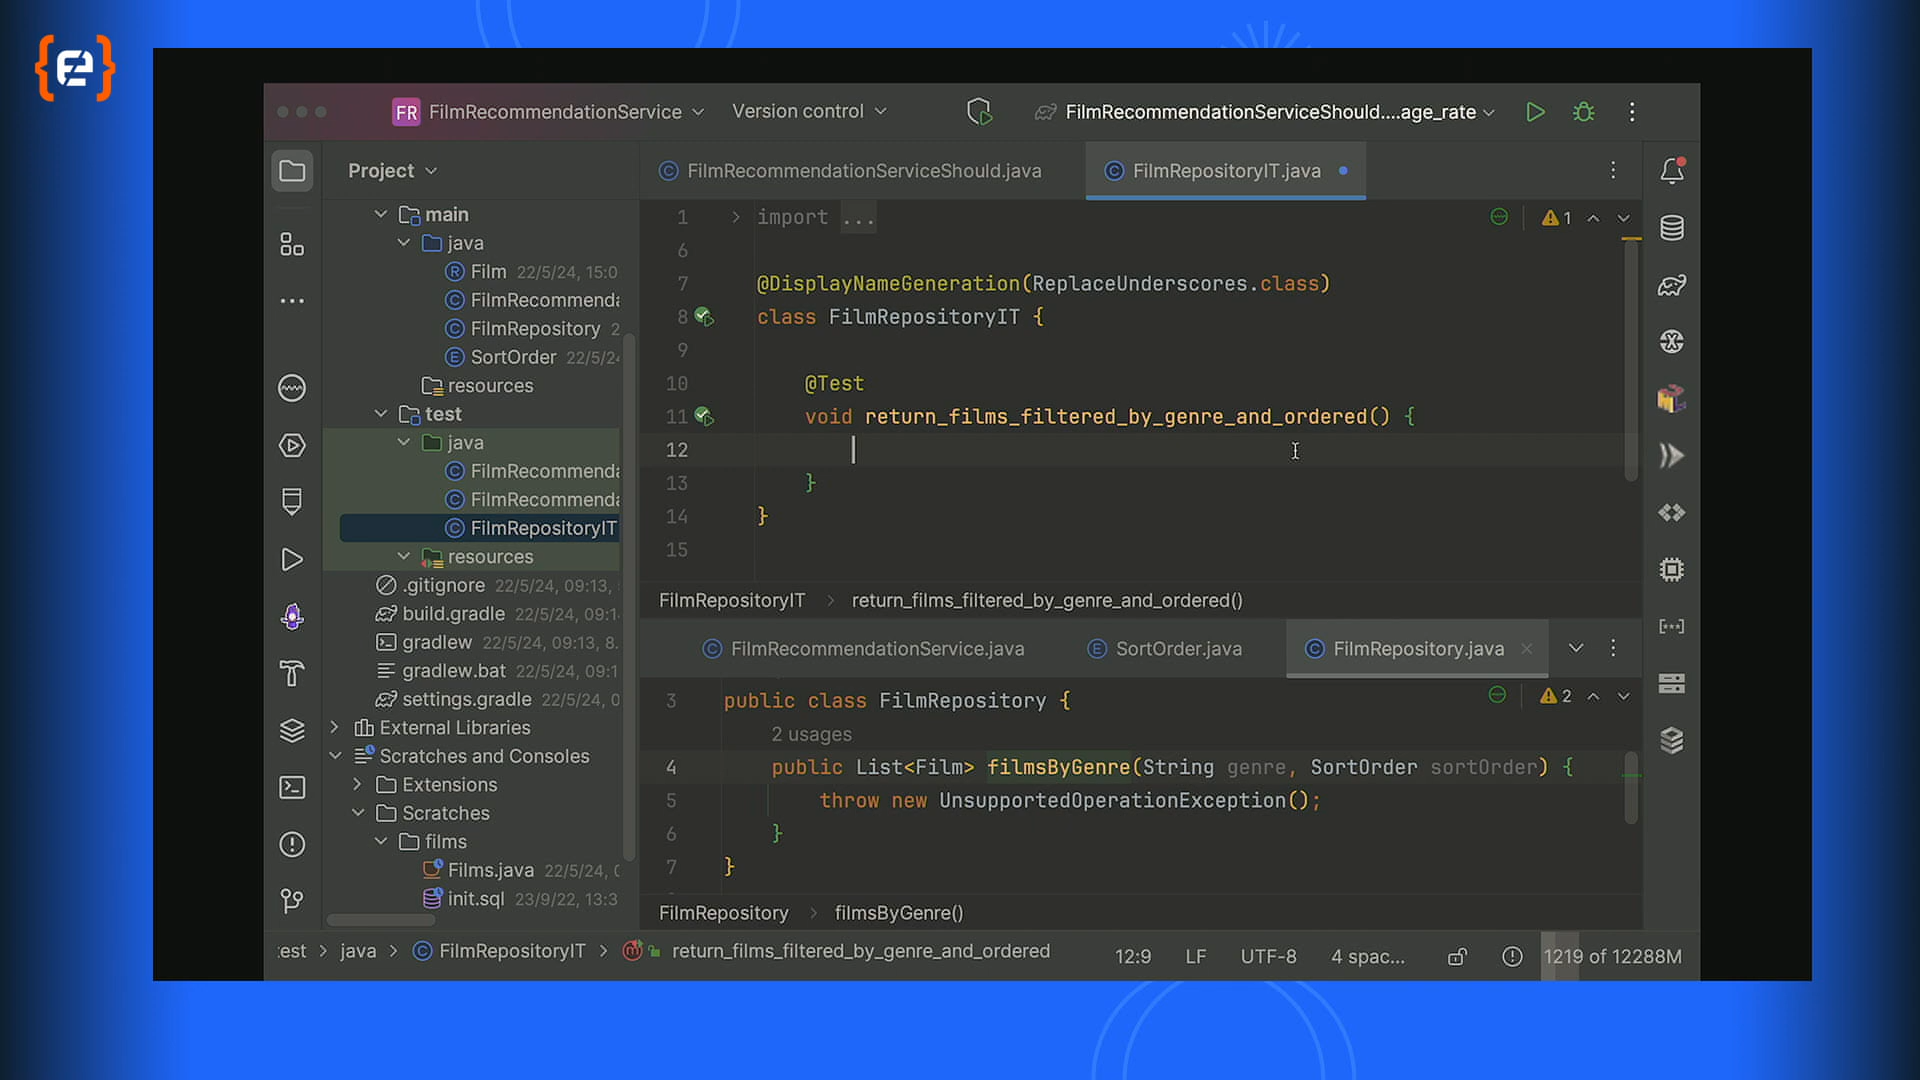 FR FilmRecommendationService Version control FilmRecommendationServiceShould....age_rate
Project
main
java
Film 22/5/24, 15:0
FilmRecommenda
FilmRepository 2
SortOrder 22/5/24
resources
test
java
FilmRecommenda
FilmRecommenda
FilmRepositoryIT
resources
.gitignore 22/5/24, 09:13,
build.gradle 22/5/24, 09:1
gradlew 22/5/24, 09:13, 8.
gradlew.bat 22/5/24, 09:1
settings.gradle 22/5/24, 0
External Libraries
Scratches and Consoles
Extensions
Scratches
films
Films.java 22/5/24, 0
init.sql 23/9/22, 13:3
FilmRecommendationServiceShould.java FilmRepositoryIT.java
1 import ... 1
6
7 @DisplayNameGeneration(ReplaceUnderscores.class)
8 class FilmRepositoryIT {
9
10 @Test
11 void return_films_filtered_by_genre_and_ordered() {
12
13 }
14 }
15
FilmRepositoryIT > return_films_filtered_by_genre_and_ordered()
FilmRecommendationService.java SortOrder.java FilmRepository.java
3 public class FilmRepository { 2
2 usages
4 public List<Film> filmsByGenre(String genre, SortOrder sortOrder) {
5 throw new UnsupportedOperationException();
6 }
7 }
FilmRepository > filmsByGenre()
test > java > FilmRepositoryIT > return_films_filtered_by_genre_and_ordered 12:9 LF UTF-8 4 spac... 1219 of 12288M